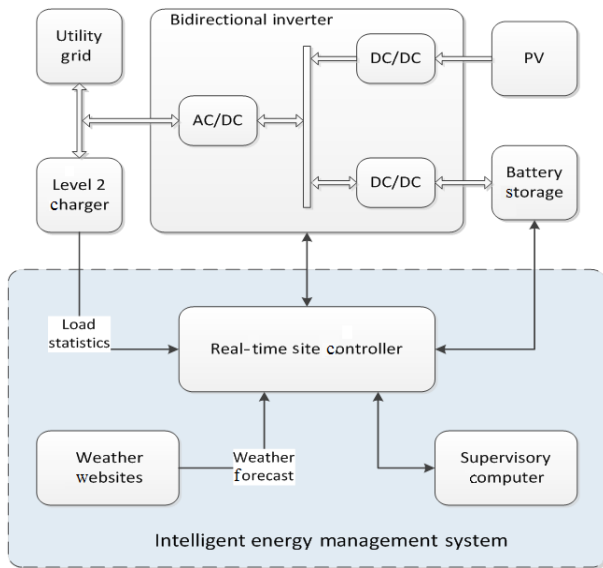 Bidirectional inverter
Utility
grid
DC/DC
PV
AC/DC
Level 2
charger
DC/DC
Battery
storage
Load
statistics
Real-time site controller
Weather
websites
Weather
forecast
Supervisory
computer
Intelligent energy management system